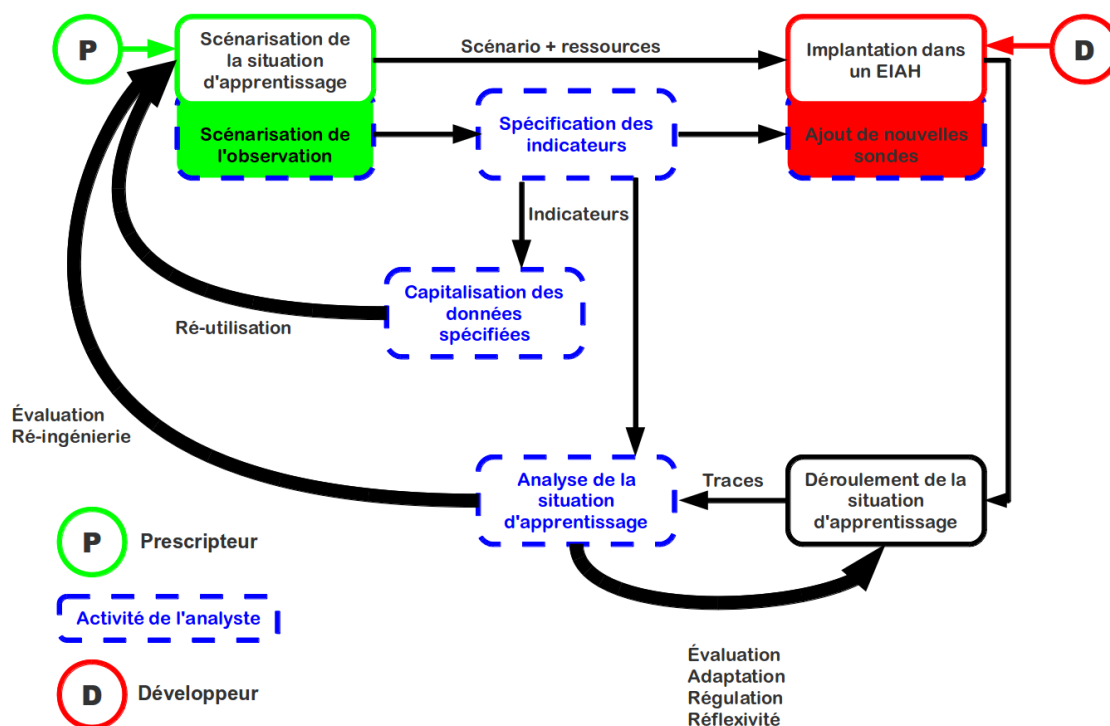 P
Scénarisation de
la situation
d'apprentissage
Scénario + ressources
Implantation dans
un EIAH
D
Scénarisation de
l'observation
Spécification des
indicateurs
Ajout de nouvelles
sondes
Indicateurs
Capitalisation des
données
spécifiées
Ré-utilisation
Évaluation
Ré-ingénierie
Analyse de la
situation
d'apprentissage
Traces
Déroulement de la
situation
d'apprentissage
P
Prescripteur
Activité de l'analyste
D
Développeur
Évaluation
Adaptation
Régulation
Réflexivité